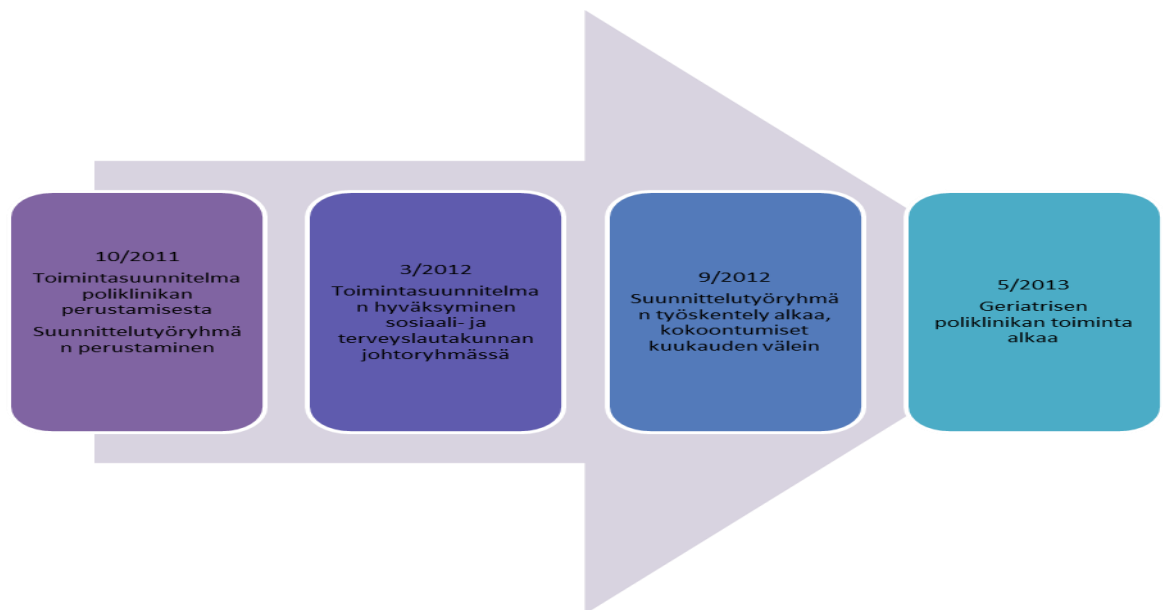 10/2011
Toimintasuunnitelma
poliklinikan
perustamisesta
Suunnittelutyöryhmä
n perustaminen
3/2012
Toimintasuunnitelma
n hyväksyminen
sosiaali- ja
terveyslautakunnan
johtoryhmässä
9/2012
Suunnittelutyöryhmä
n työskentely alkaa,
kokoontumiset
kuukauden välein
5/2013
Geriatrisen
poliklinikan toiminta
alkaa